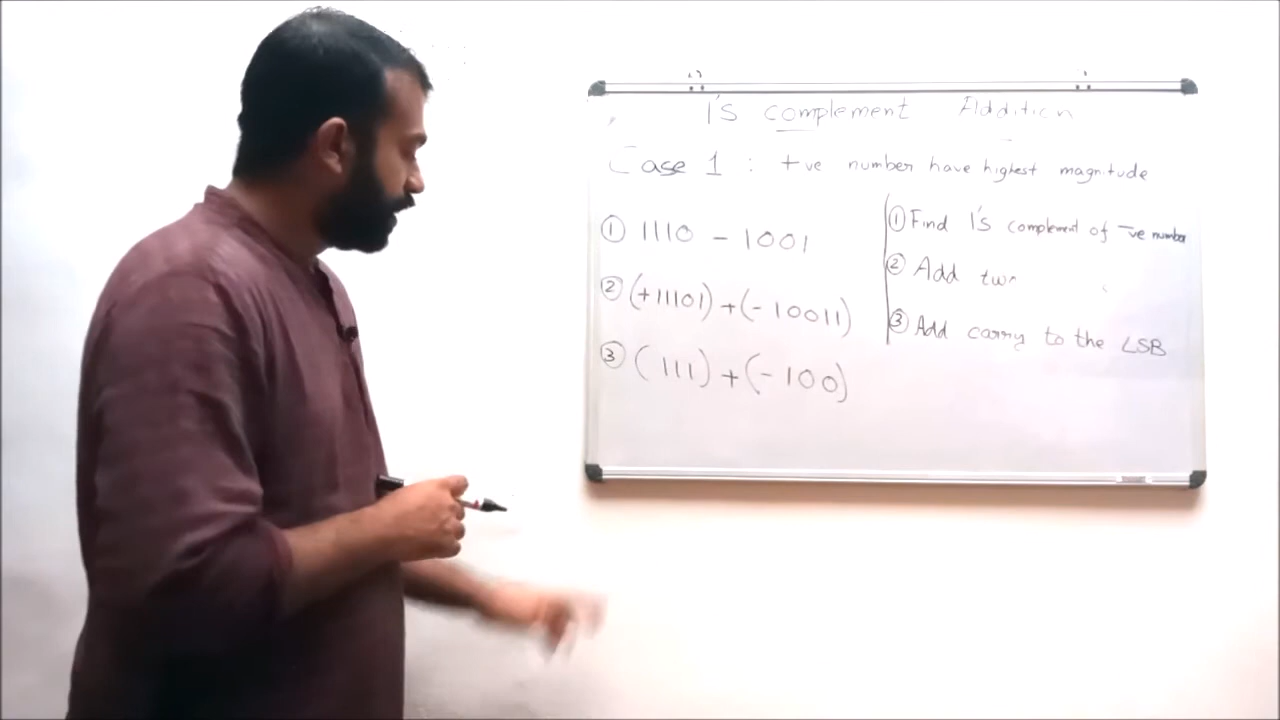 1's complement Addition
Case 1 : +ve number have highest magnitude
① 1110 - 1001
② (+11101) + (-10011)
③ (111) + (-100)
① Find 1's complement of -ve number
② Add two
③ Add carry to the LSB